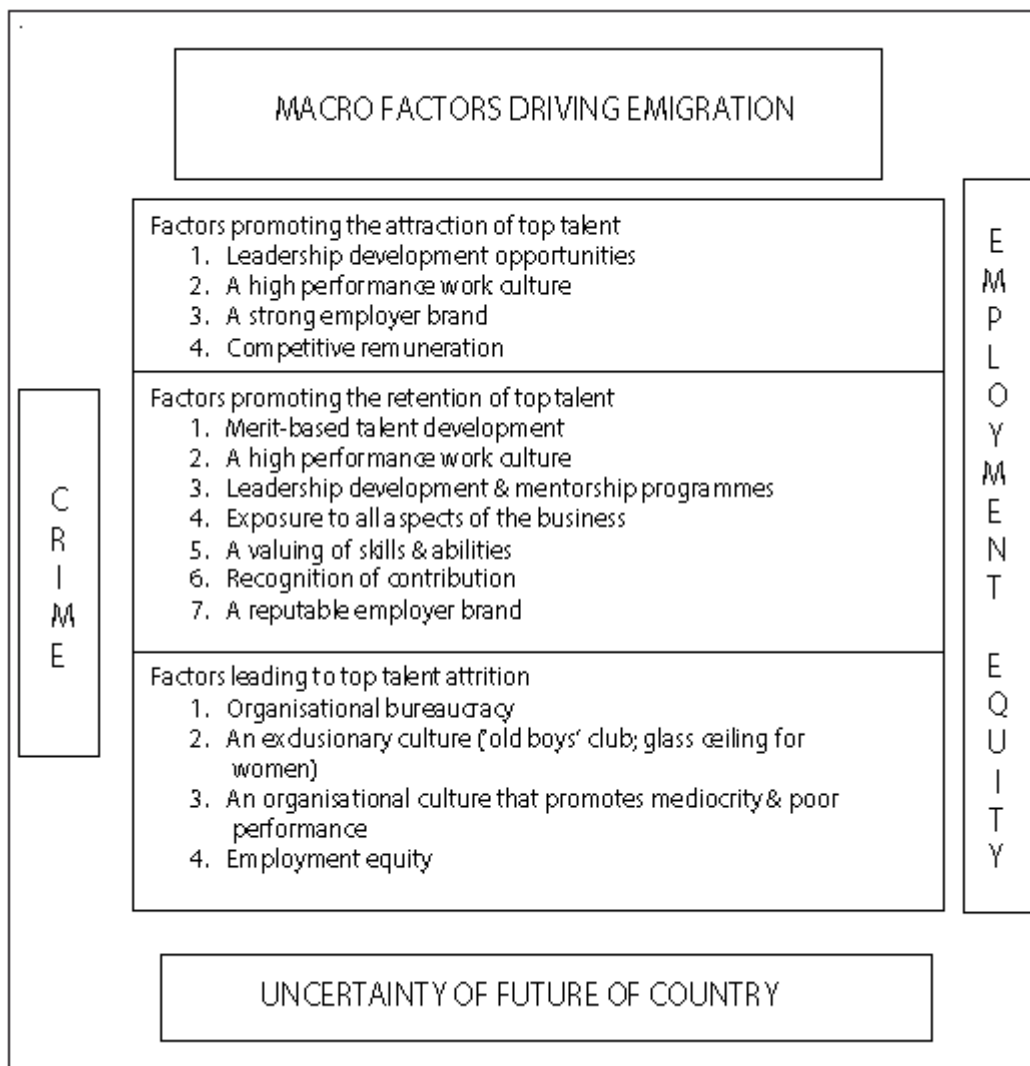 MACRO FACTORS DRIVING EMIGRATION
Factors promoting the attraction of top talent
1. Leadership development opportunities
2. A high performance work culture
3. A strong employer brand
4. Competitive remuneration
Factors promoting the retention of top talent
1. Merit-based talent development
2. A high performance work culture
3. Leadership development & mentorship programmes
4. Exposure to all aspects of the business
5. A valuing of skills & abilities
6. Recognition of contribution
7. A reputable employer brand
Factors leading to top talent attrition
1. Organisational bureaucracy
2. An exclusionary culture ('old boys' club; glass ceiling for
women)
3. An organisational culture that promotes mediocrity & poor
performance
4. Employment equity
CRIME
EMPLOYMENT EQUITY
UNCERTAINTY OF FUTURE OF COUNTRY